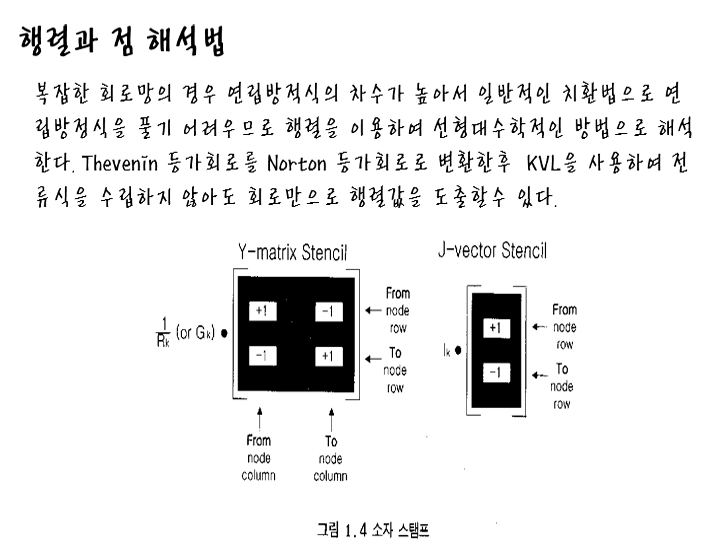 행렬과 점 해석법
복잡한 회로망의 경우 연립방적식의 차수가 높아서 일반적인 치환법으로 연
립방정식을 풀기 어려우므로 행렬을 이용하여 선형대수학적인 방법으로 해석
한다. Thevenin 등가회로를 Norton 등가회로로 변환한후 KVL을 사용하여 전
류식을 수립하지 않아도 회로만으로 행렬값을 도출할수 있다.
Y-matrix Stencil
J-vector Stencil
1/Rk (or Gk) •
+1 -1
From node row
-1 +1
To node row
From node column
To node column
Ik •
+1
From node row
-1
To node row
그림 1.4 소자 스탬프